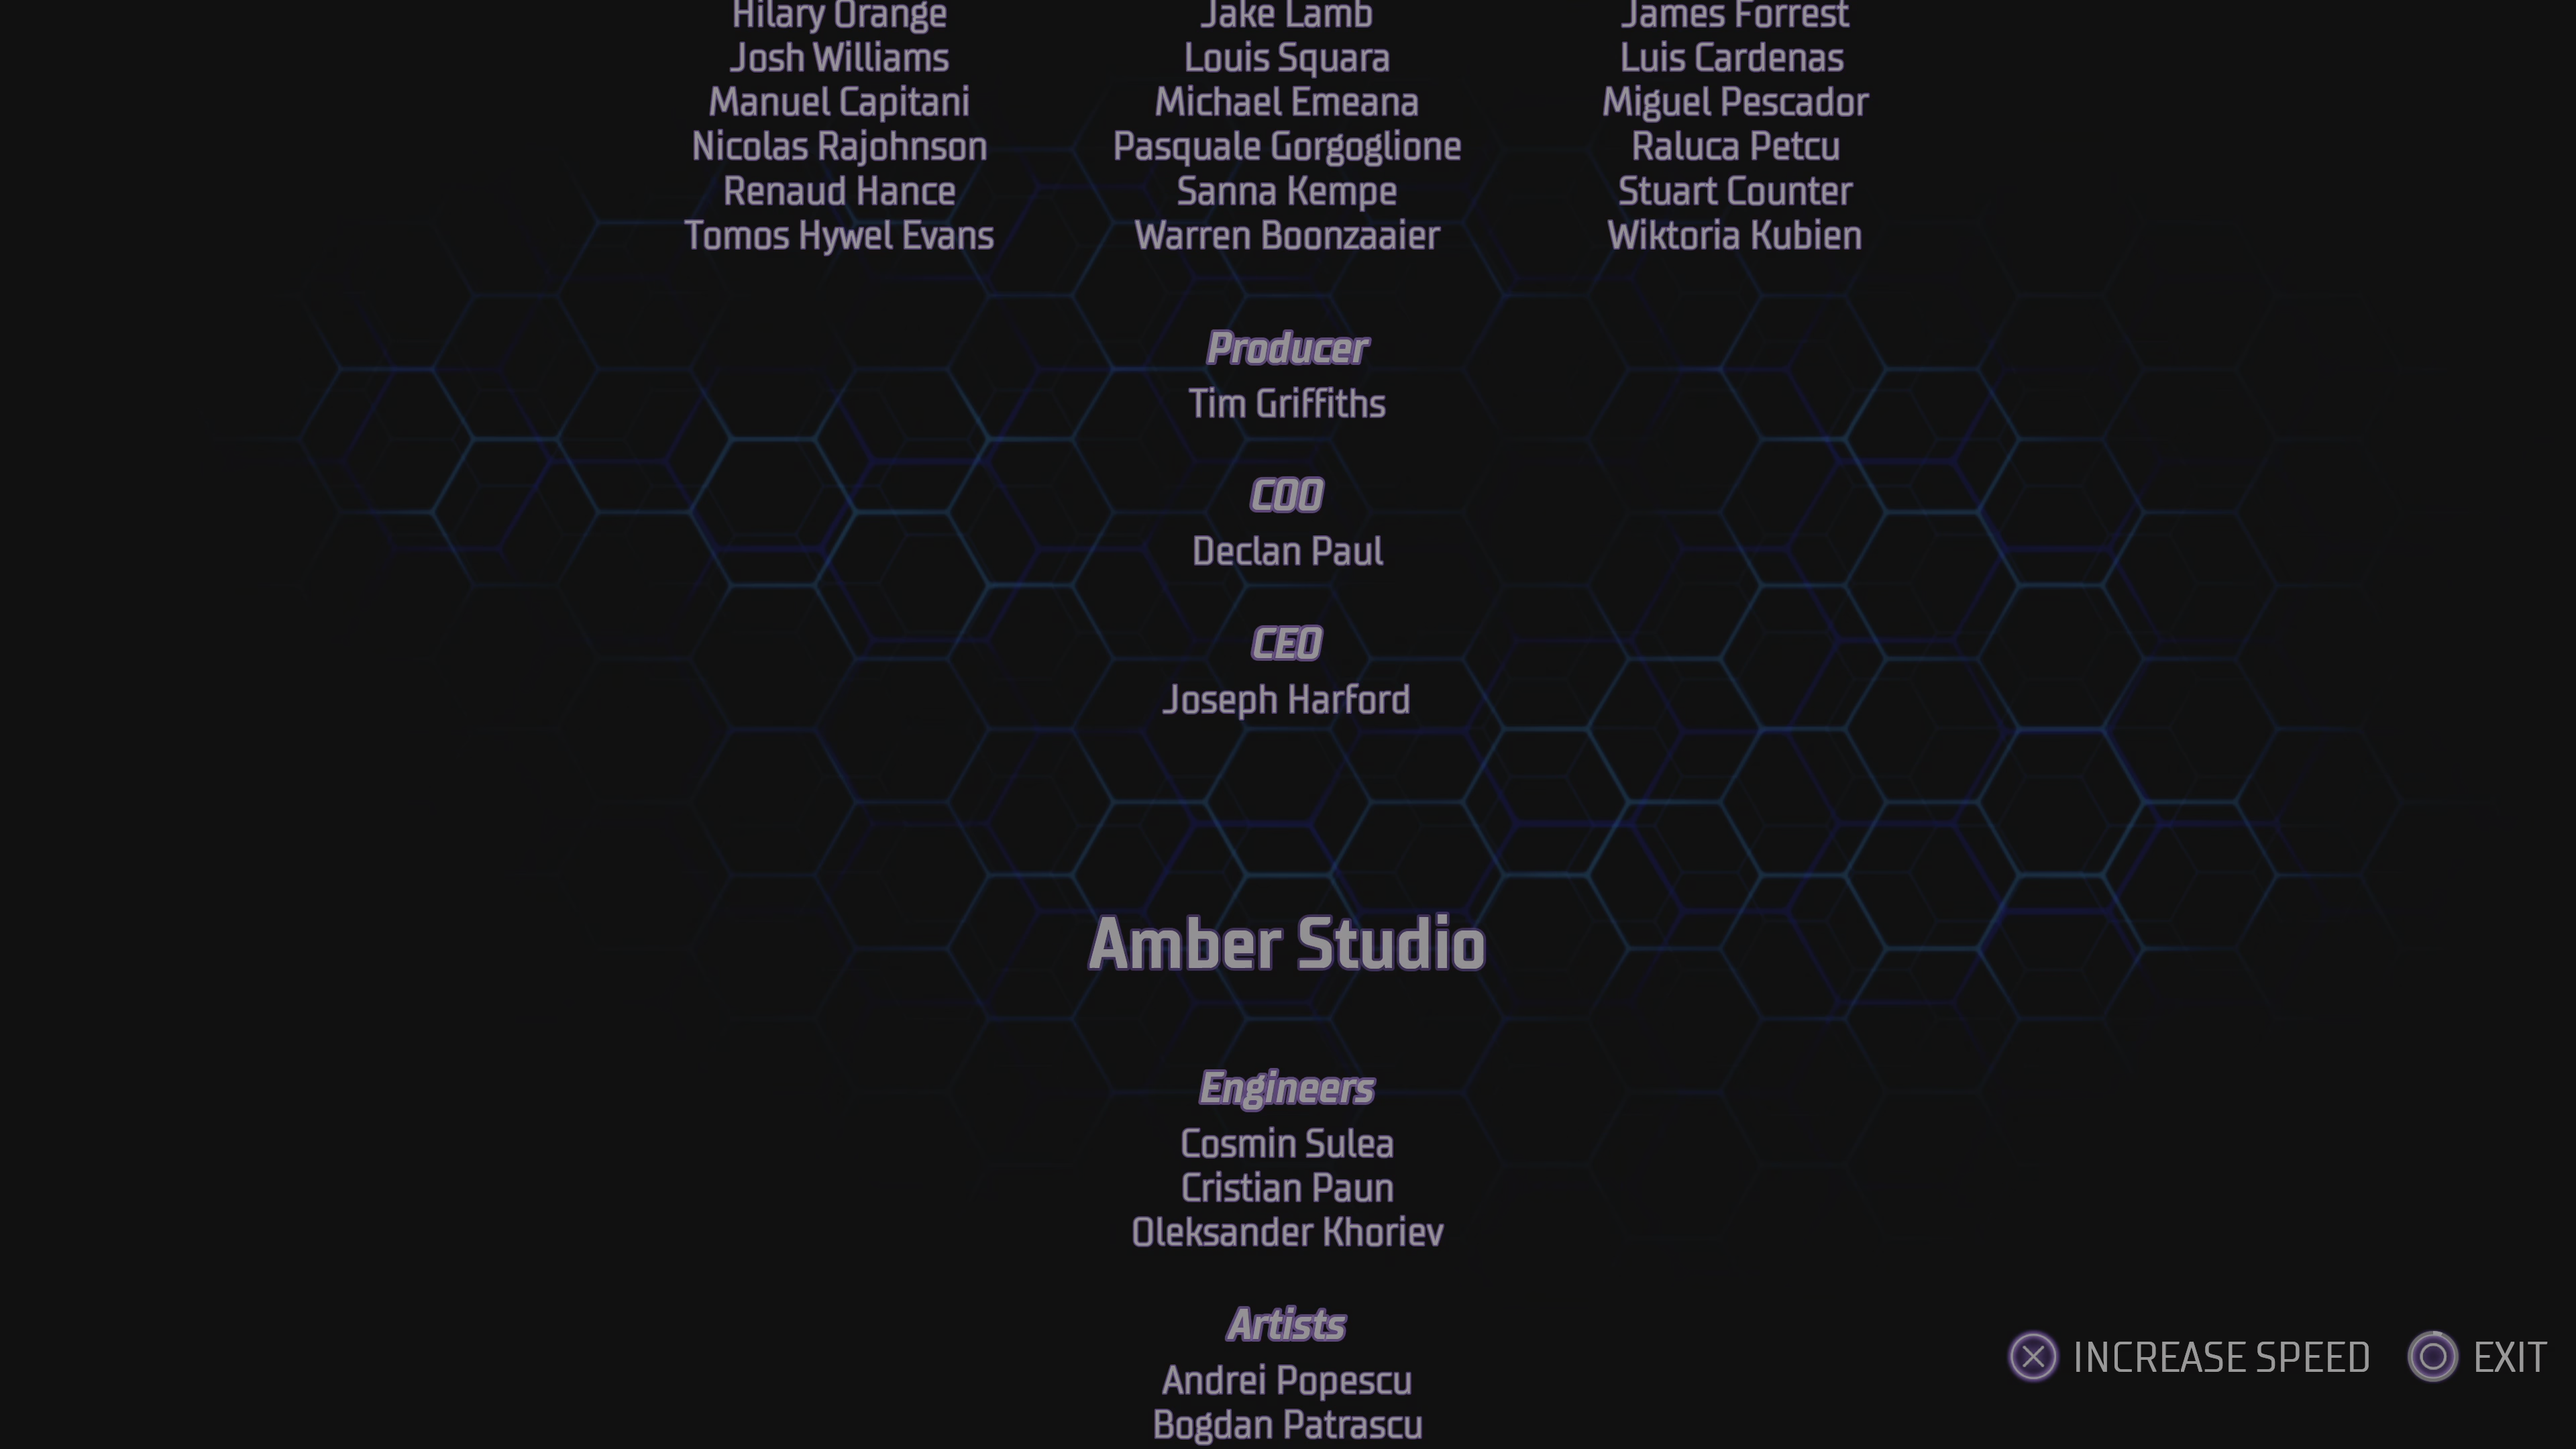 Hilary Orange Jake Lamb James Forrest
Josh Williams Louis Squara Luis Cardenas
Manuel Capitani Michael Emeana Miguel Pescador
Nicolas Rajohnson Pasquale Gorgoglione Raluca Petcu
Renaud Hance Sanna Kempe Stuart Counter
Tomos Hywel Evans Warren Boonzaaier Wiktoria Kubien
Producer
Tim Griffiths
COO
Declan Paul
CEO
Joseph Harford
Amber Studio
Engineers
Cosmin Sulea
Cristian Paun
Oleksander Khoriev
Artists
Andrei Popescu
Bogdan Patrascu
INCREASE SPEED EXIT